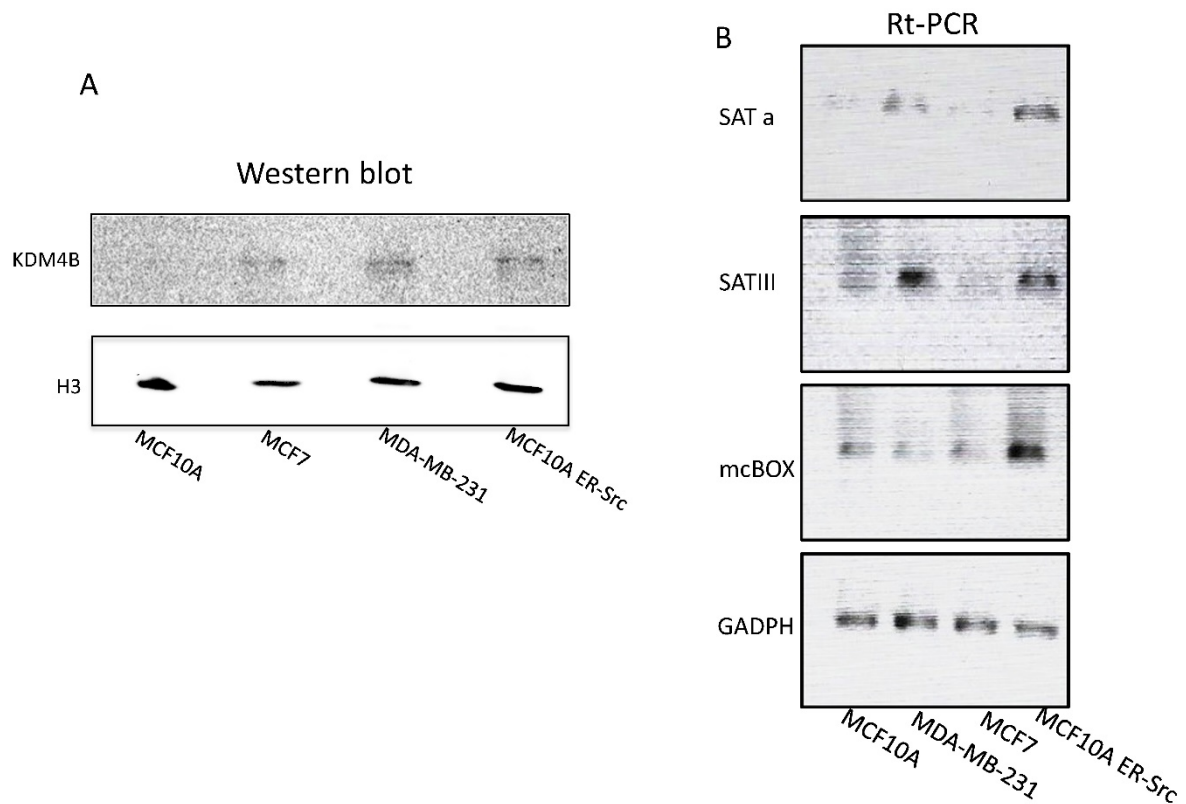 A
Western blot
KDM4B
H3
MCF10A
MCF7
MDA-MB-231
MCF10A ER-Src
B
Rt-PCR
SAT a
SATIII
mcBOX
GADPH
MCF10A
MDA-MB-231
MCF7
MCF10A ER-Src